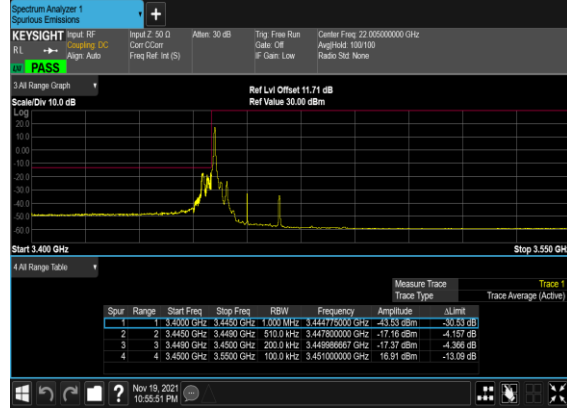 Spectrum Analyzer 1
Spurious Emissions
+
KEYSIGHT Input: RF Input Z: 50 Ω Atten: 30 dB Trig: Free Run Center Freq: 22.005000000 GHz
RL Coupling: DC Corr CCorr Gate: Off Avg|Hold: 100/100
Align: Auto Freq Ref: Int (S) IF Gain: Low Radio Std: None
LW PASS
3 All Range Graph
Ref Lvl Offset 11.71 dB
Scale/Div 10.0 dB Ref Value 30.00 dBm
Log
20.0
10.0
0.00
-10.0
-20.0
-30.0
-40.0
-50.0
-60.0
Start 3.400 GHz Stop 3.550 GH
4 All Range Table
Measure Trace Trace 1
Trace Type Trace Average (Active)
Spur Range Start Freq Stop Freq RBW Frequency Amplitude ΔLimit
1 1 3.4000 GHz 3.4450 GHz 1.000 MHz 3.444775000 GHz -43.53 dBm -30.53 dB
2 2 3.4450 GHz 3.4490 GHz 510.0 kHz 3.447800000 GHz -17.16 dBm -4.157 dB
3 3 3.4490 GHz 3.4500 GHz 200.0 kHz 3.449986667 GHz -17.37 dBm -4.366 dB
4 4 3.4500 GHz 3.5500 GHz 100.0 kHz 3.451000000 GHz 16.91 dBm -13.09 dB
? Nov 19, 2021
10:55:51 PM